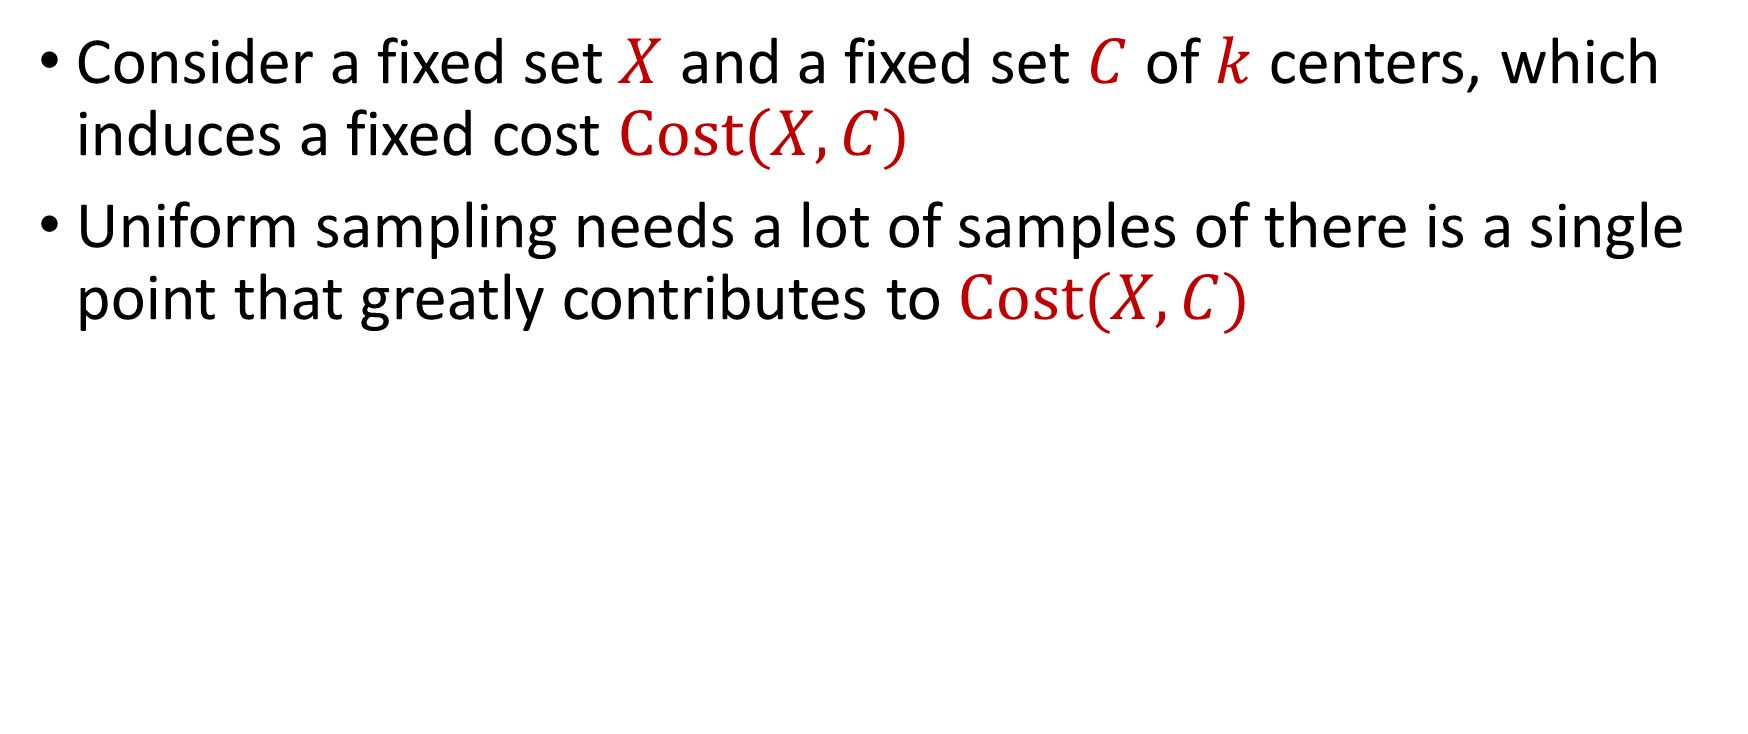 • Consider a fixed set X and a fixed set C of k centers, which
induces a fixed cost Cost(X, C)
• Uniform sampling needs a lot of samples of there is a single
point that greatly contributes to Cost(X, C)